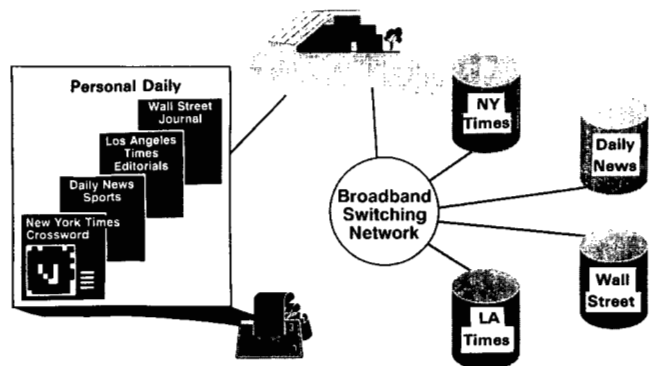 Personal Daily
Wall Street
Journal
Los Angeles
Times
Editorials
Daily News
Sports
New York Times
Crossword
Broadband
Switching
Network
NY
Times
Daily
News
Wall
Street
LA
Times